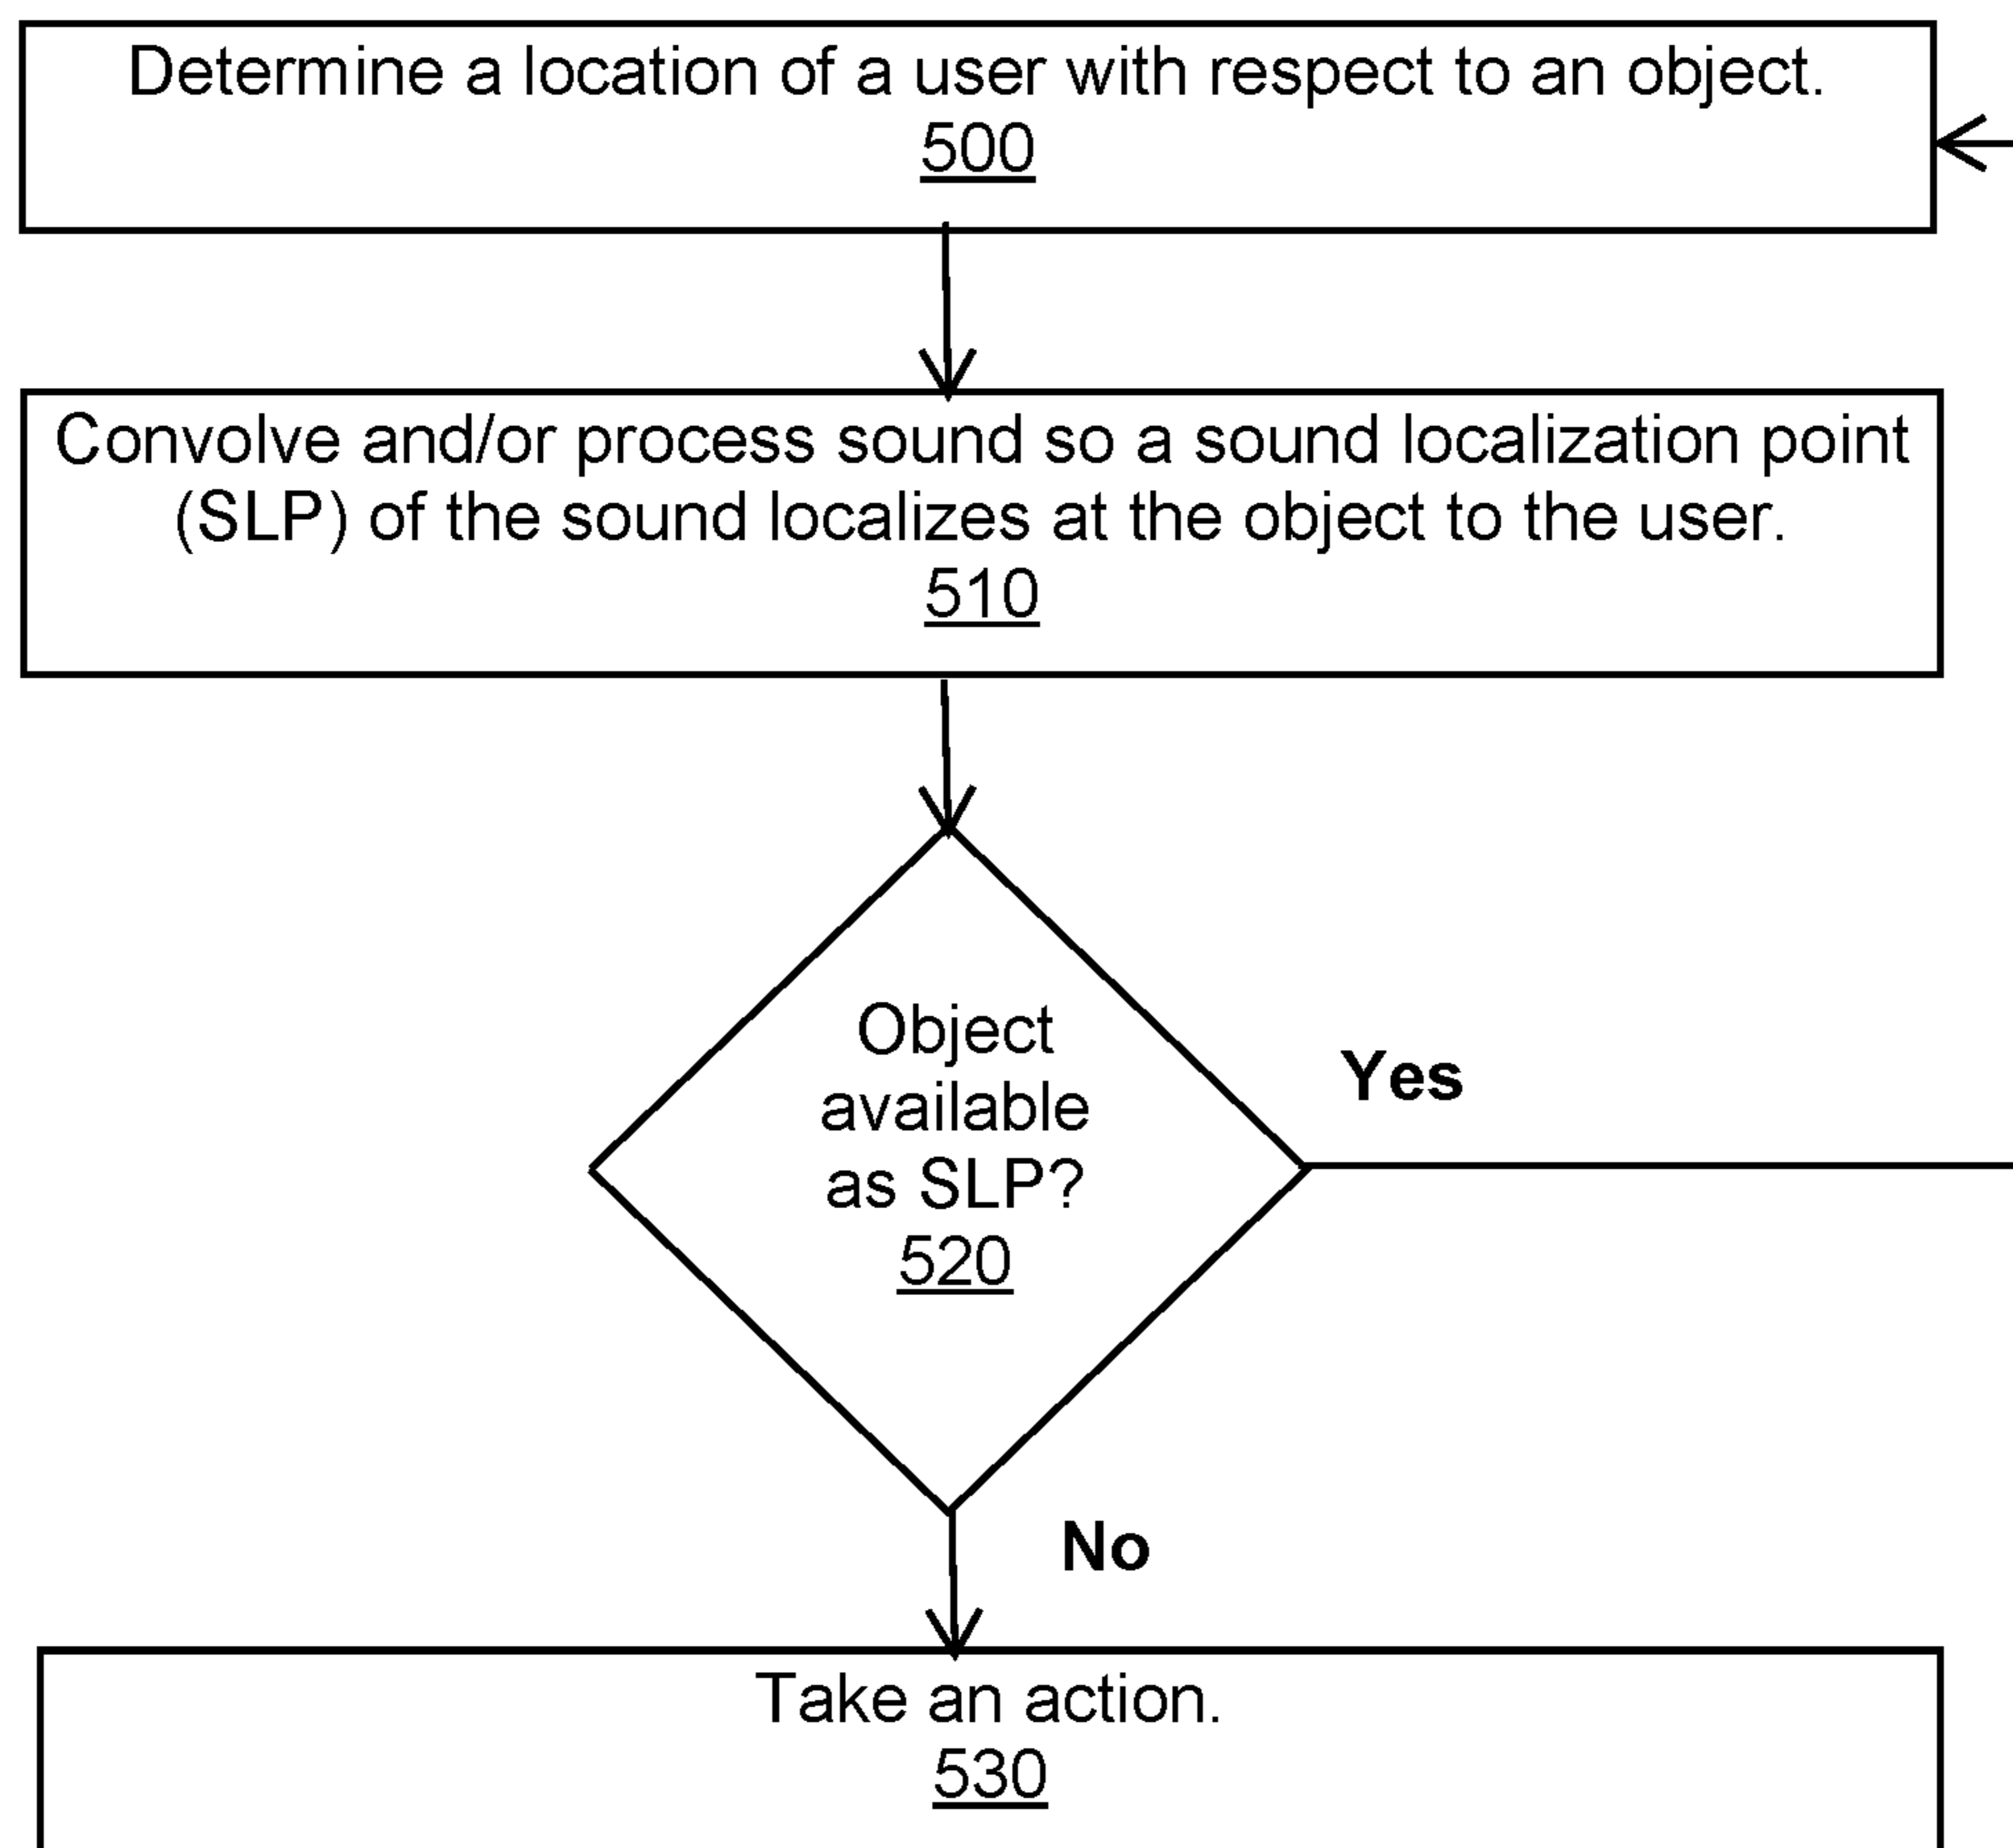 Determine a location of a user with respect to an object.
500
Convolve and/or process sound so a sound localization point
(SLP) of the sound localizes at the object to the user.
510
Object
available
as SLP?
520
Yes
No
Take an action.
530